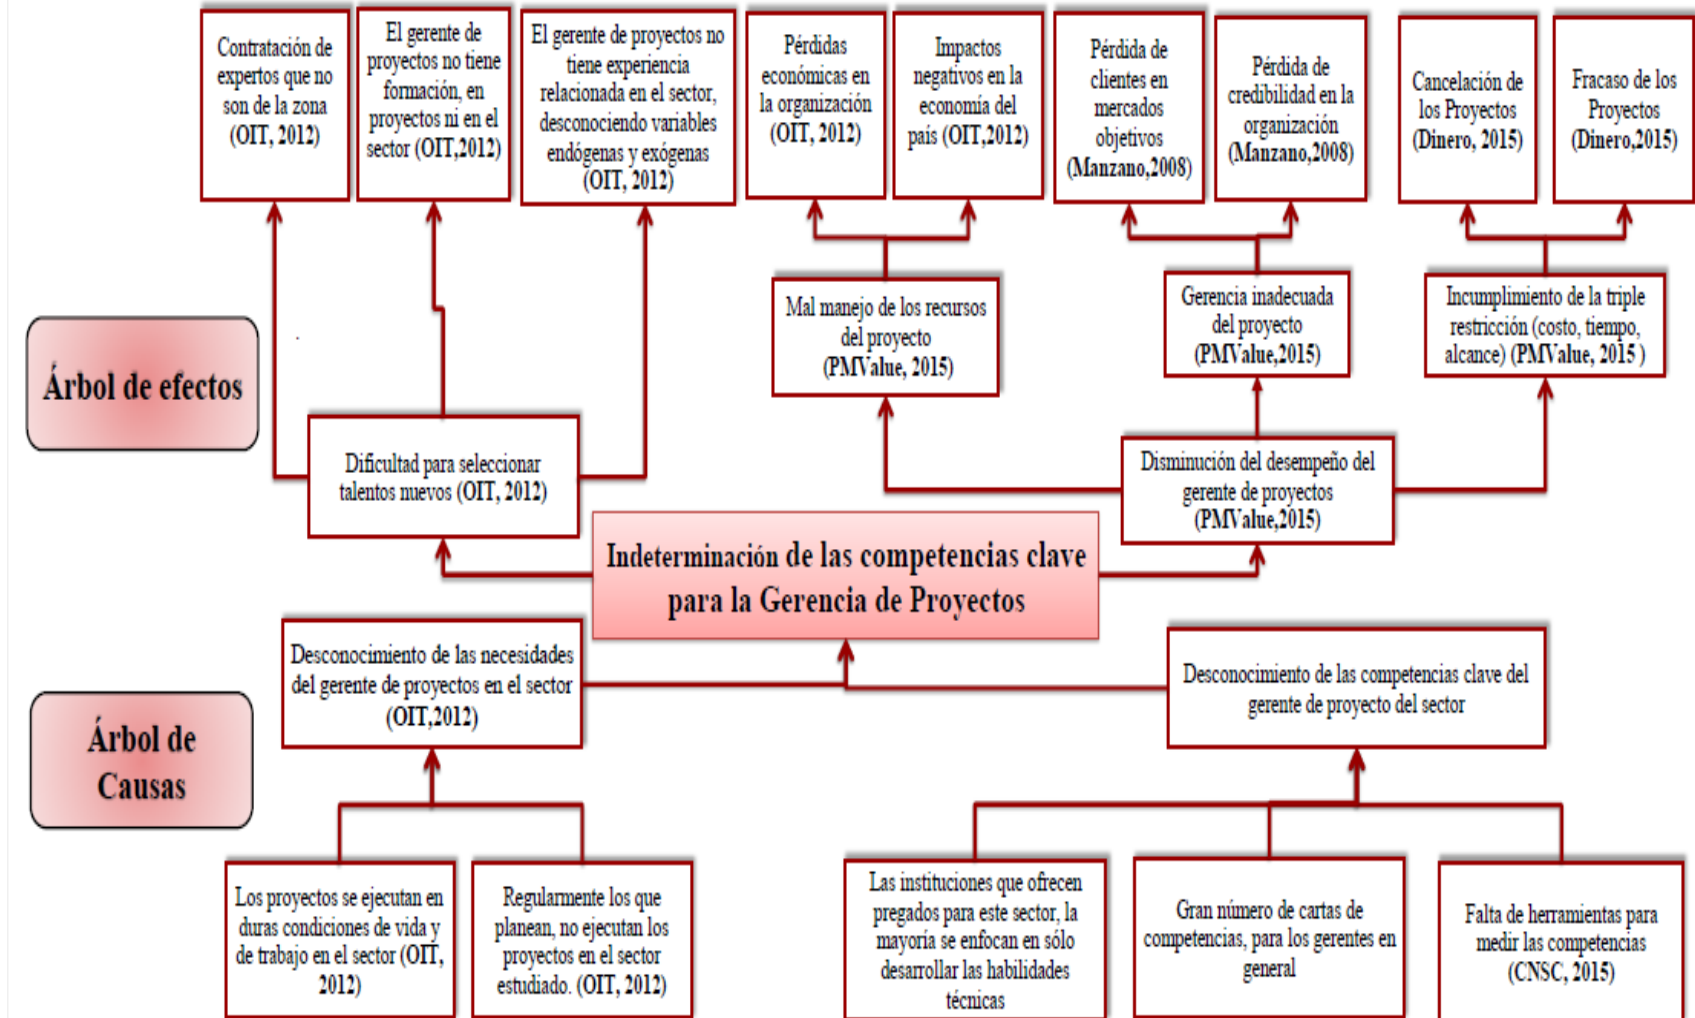 Contratación de
expertos que no
son de la zona
(OIT, 2012)
El gerente de
proyectos no tiene
formación, en
proyectos ni en el
sector (OIT,2012)
El gerente de proyectos no
tiene experiencia
relacionada en el sector,
desconociendo variables
endógenas y exógenas
(OIT, 2012)
Pérdidas
económicas en
la organización
(OIT, 2012)
Impactos
negativos en la
economía del
país (OIT,2012)
Pérdida de
clientes en
mercados
objetivos
(Manzano,2008)
Pérdida de
credibilidad en la
organización
(Manzano,2008)
Cancelación de
los Proyectos
(Dinero, 2015)
Fracaso de los
Proyectos
(Dinero,2015)
Mal manejo de los recursos
del proyecto
(PMValue, 2015)
Gerencia inadecuada
del proyecto
(PMValue,2015)
Incumplimiento de la triple
restricción (costo, tiempo,
alcance) (PMValue, 2015 )
Árbol de efectos
Dificultad para seleccionar
talentos nuevos (OIT, 2012)
Disminución del desempeño del
gerente de proyectos
(PMValue,2015)
Indeterminación de las competencias clave
para la Gerencia de Proyectos
Desconocimiento de las necesidades
del gerente de proyectos en el sector
(OIT,2012)
Desconocimiento de las competencias clave del
gerente de proyecto del sector
Árbol de
Causas
Los proyectos se ejecutan en
duras condiciones de vida y
de trabajo en el sector (OIT,
2012)
Regularmente los que
planean, no ejecutan los
proyectos en el sector
estudiado. (OIT, 2012)
Las instituciones que ofrecen
pregados para este sector, la
mayoría se enfocan en sólo
desarrollar las habilidades
técnicas
Gran número de cartas de
competencias, para los gerentes en
general
Falta de herramientas para
medir las competencias
(CNSC, 2015)